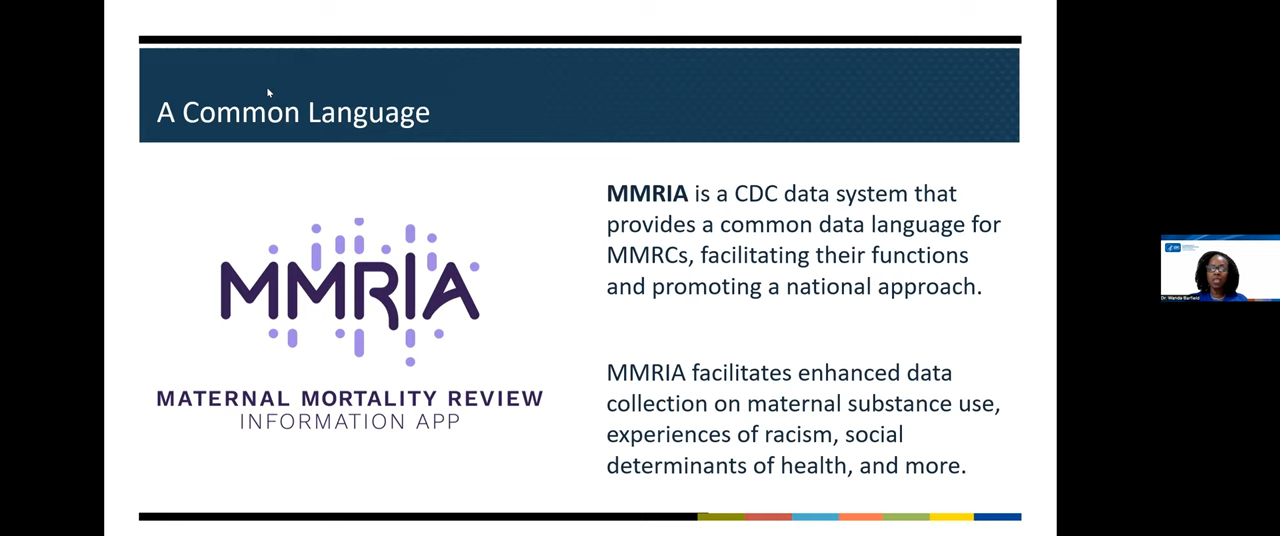 A Common Language
MMRIA
MATERNAL MORTALITY REVIEW
INFORMATION APP
MMRIA is a CDC data system that
provides a common data language for
MMRCs, facilitating their functions
and promoting a national approach.
MMRIA facilitates enhanced data
collection on maternal substance use,
experiences of racism, social
determinants of health, and more.
Dr. Wanda Barfield